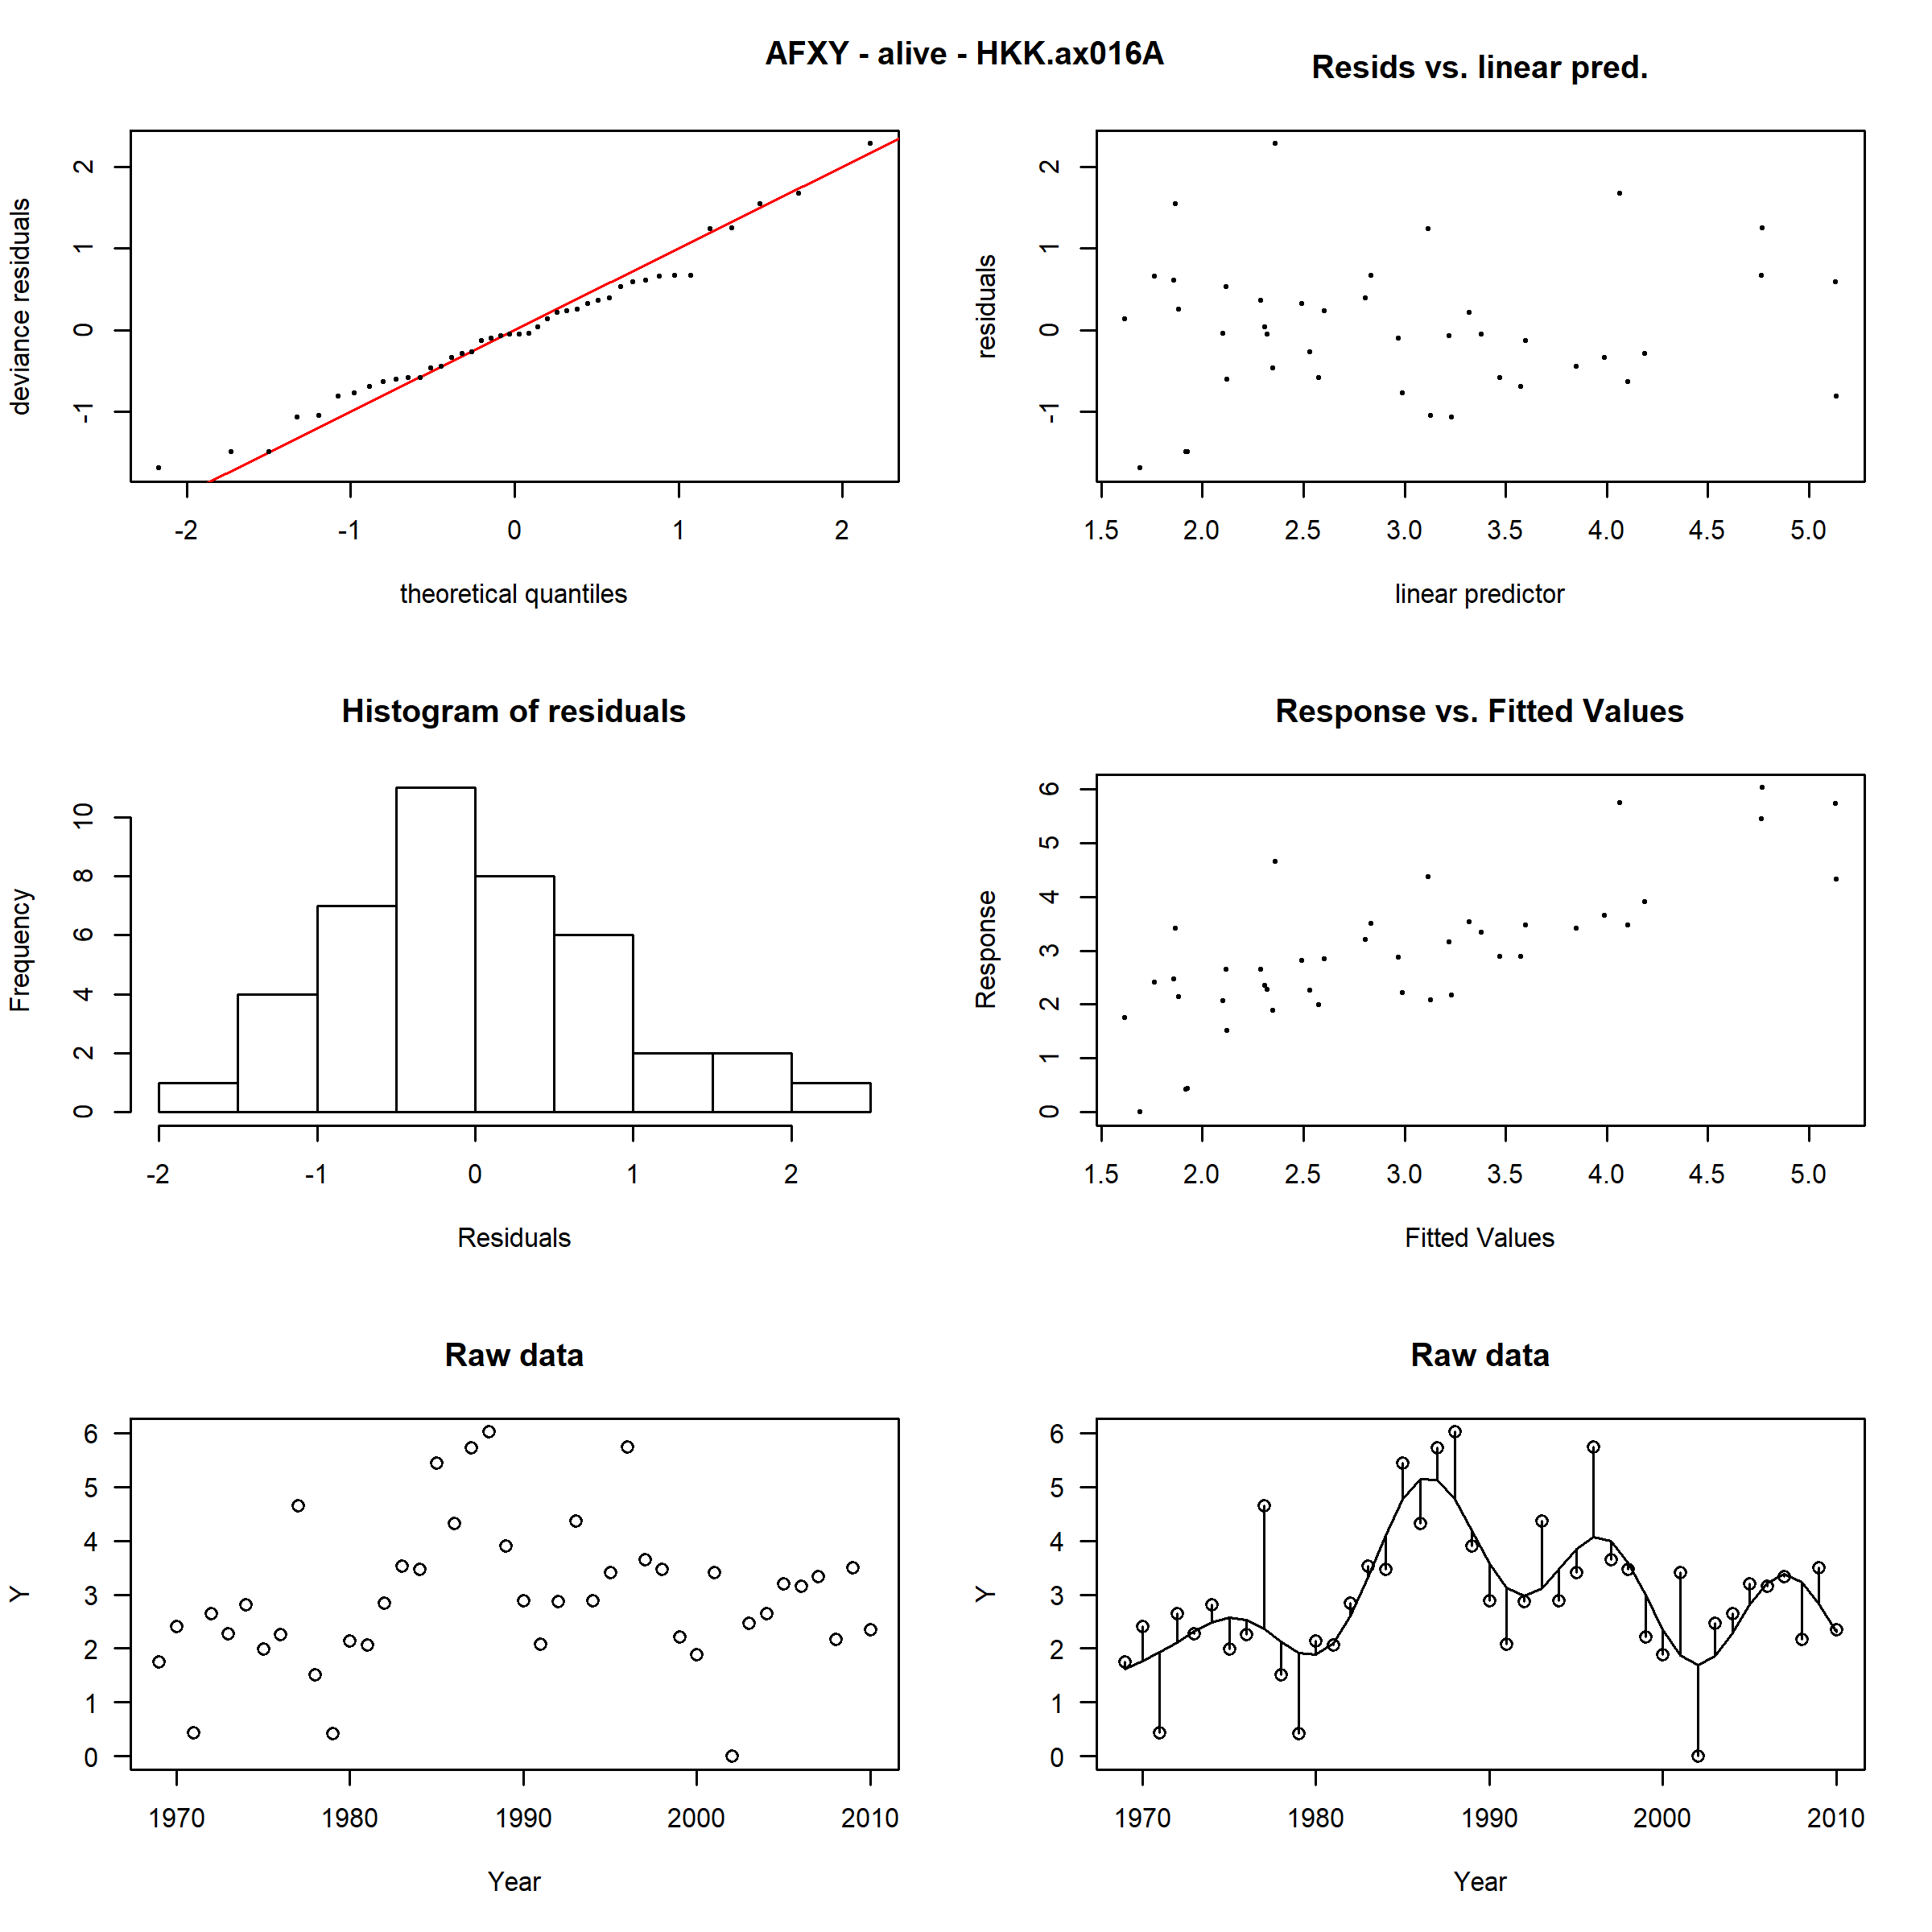 AFXY - alive - HKK.ax016A
deviance residuals
2
1
0
-1
-2 -1 0 1 2
theoretical quantiles
Resids vs. linear pred.
residuals
2
1
0
-1
1.5 2.0 2.5 3.0 3.5 4.0 4.5 5.0
linear predictor
Histogram of residuals
Frequency
10
8
6
4
2
0
-2 -1 0 1 2
Residuals
Response vs. Fitted Values
Response
6
5
4
3
2
1
0
1.5 2.0 2.5 3.0 3.5 4.0 4.5 5.0
Fitted Values
Raw data
Y
6
5
4
3
2
1
0
1970 1980 1990 2000 2010
Year
Raw data
Y
6
5
4
3
2
1
0
1970 1980 1990 2000 2010
Year